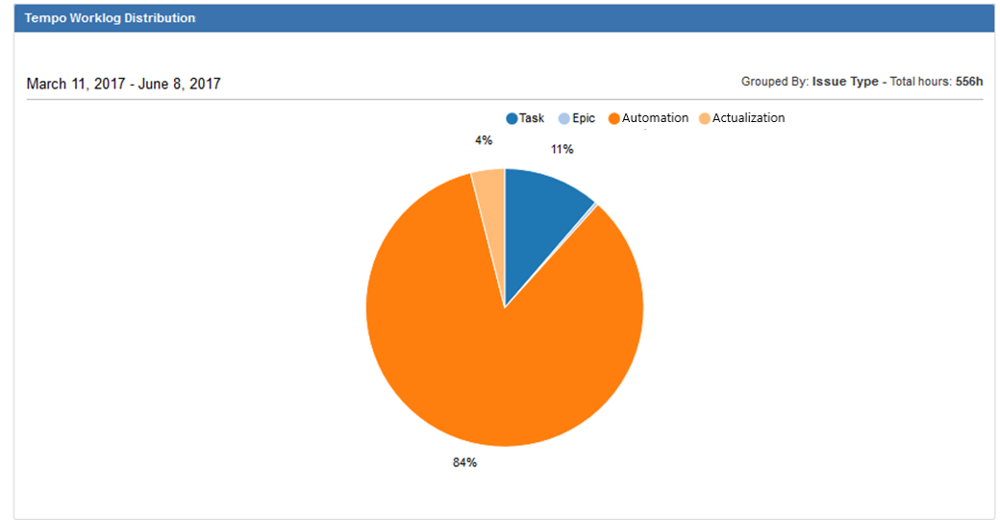 Tempo Worklog Distribution
March 11, 2017 - June 8, 2017
Grouped By: Issue Type - Total hours: 556h
Task Epic Automation Actualization
4%
11%
84%